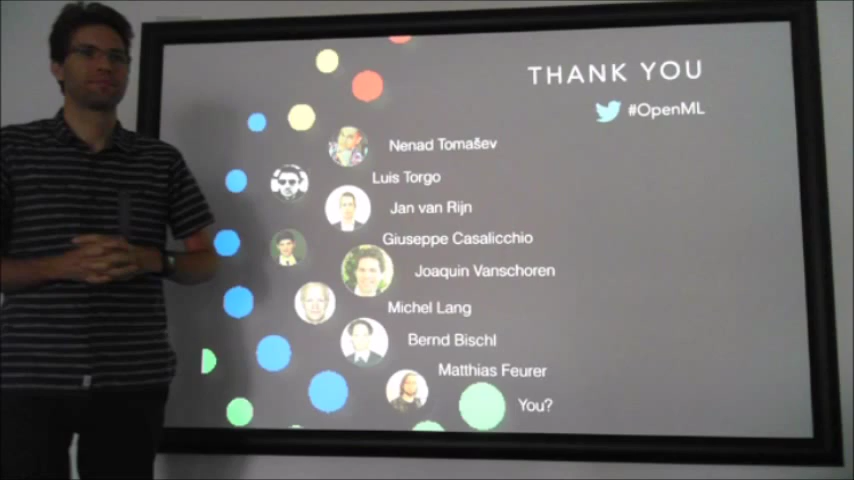 THANK YOU
#OpenML
Nenad Tomašev
Luis Torgo
Jan van Rijn
Giuseppe Casalicchio
Joaquin Vanschoren
Michel Lang
Bernd Bischl
Matthias Feurer
You?